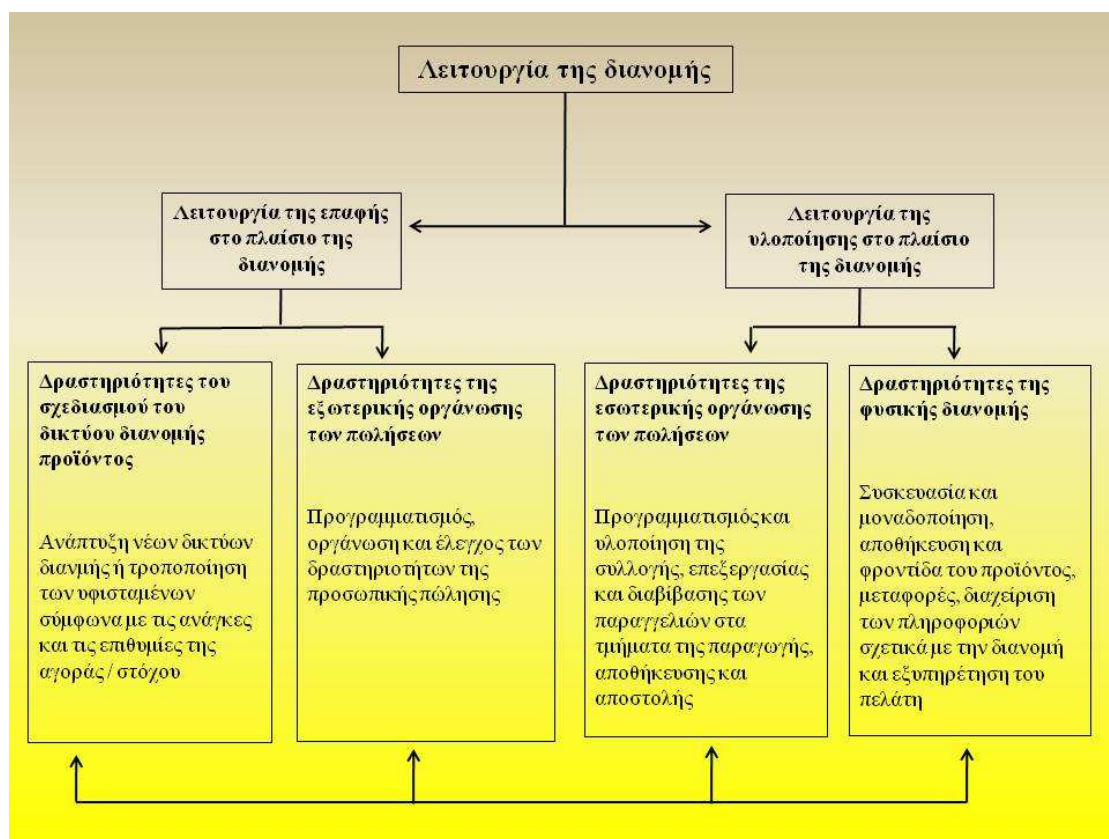 Λειτουργία της διανομής
Λειτουργία της επαφής
στο πλαίσιο της
διανομής
Λειτουργία της
υλοποίησης στο πλαίσιο
της διανομής
Δραστηριότητες του
σχεδιασμού του
δικτύου διανομής
προϊόντος
Ανάπτυξη νέων δικτύων
διανμής ή τροποποίηση
των υφισταμένων
σύμφωνα με τις ανάγκες
και τις επιθυμίες της
αγοράς / στόχου
Δραστηριότητες της
εξωτερικής οργάνωσης
των πωλήσεων
Προγραμματισμός,
οργάνωση και έλεγχος των
δραστηριοτήτων της
προσωπικής πώλησης
Δραστηριότητες της
εσωτερικής οργάνωσης
των πωλήσεων
Προγραμματισμός και
υλοποίηση της
συλλογής, επεξεργασίας
και διαβίβασης των
παραγγελιών στα
τμήματα της παραγωγής,
αποθήκευσης και
αποστολής
Δραστηριότητες της
φυσικής διανομής
Συσκευασία και
μοναδοποίηση,
αποθήκευση και
φροντίδα του προϊόντος,
μεταφορές, διαχείριση
των πληροφοριών
σχετικά με την διανομή
και εξυπηρέτηση του
πελάτη